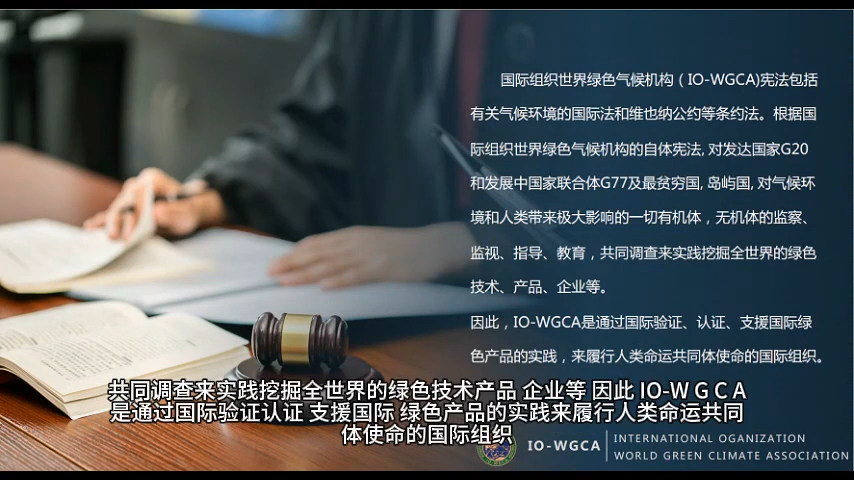 国际组织世界绿色气候机构（IO-WGCA)宪法包括
有关气候环境的国际法和维也纳公约等条约法。根据国
际组织世界绿色气候机构的自体宪法, 对发达国家G20
和发展中国家联合体G77及最贫穷国, 岛屿国, 对气候环
境和人类带来极大影响的一切有机体，无机体的监察、
监视、指导、教育，共同调查来实践挖掘全世界的绿色
技术、产品、企业等。
因此，IO-WGCA是通过国际验证、认证、支援国际绿
色产品的实践，来履行人类命运共同体使命的国际组织。
共同调查来实践挖掘全世界的绿色技术产品 企业等 因此 IO-W G C A
是通过国际验证认证 支援国际 绿色产品的实践来履行人类命运共同
体使命的国际组织
IO-WGCA
INTERNATIONAL OGANIZATION
WORLD GREEN CLIMATE ASSOCIATION